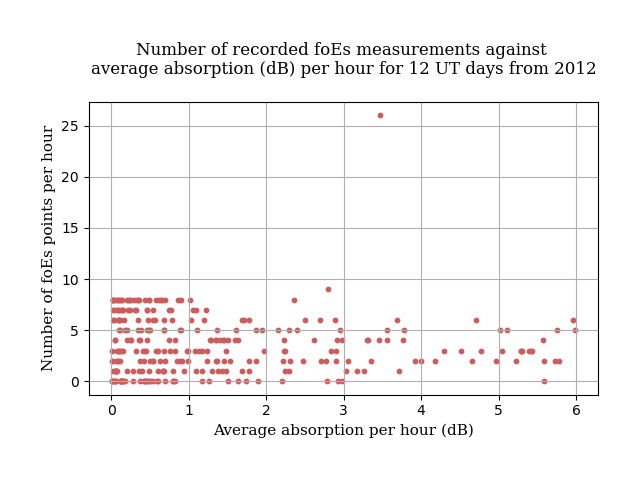 Number of recorded foEs measurements against
average absorption (dB) per hour for 12 UT days from 2012
Number of foEs points per hour
25
20
15
10
5
0
0 1 2 3 4 5 6
Average absorption per hour (dB)